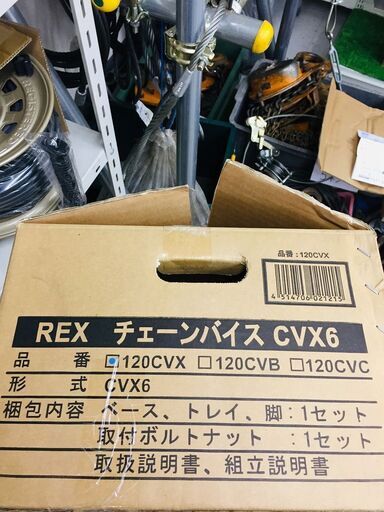 品番：120CVX
4 514706 021215
REX チェーンバイス CVX6
品 番 ■120CVX □120CVB □120CVC
形 式 CVX6
梱包内容 ベース、トレイ、脚：1セット
取付ボルトナット ：1セット
取扱説明書、組立説明書